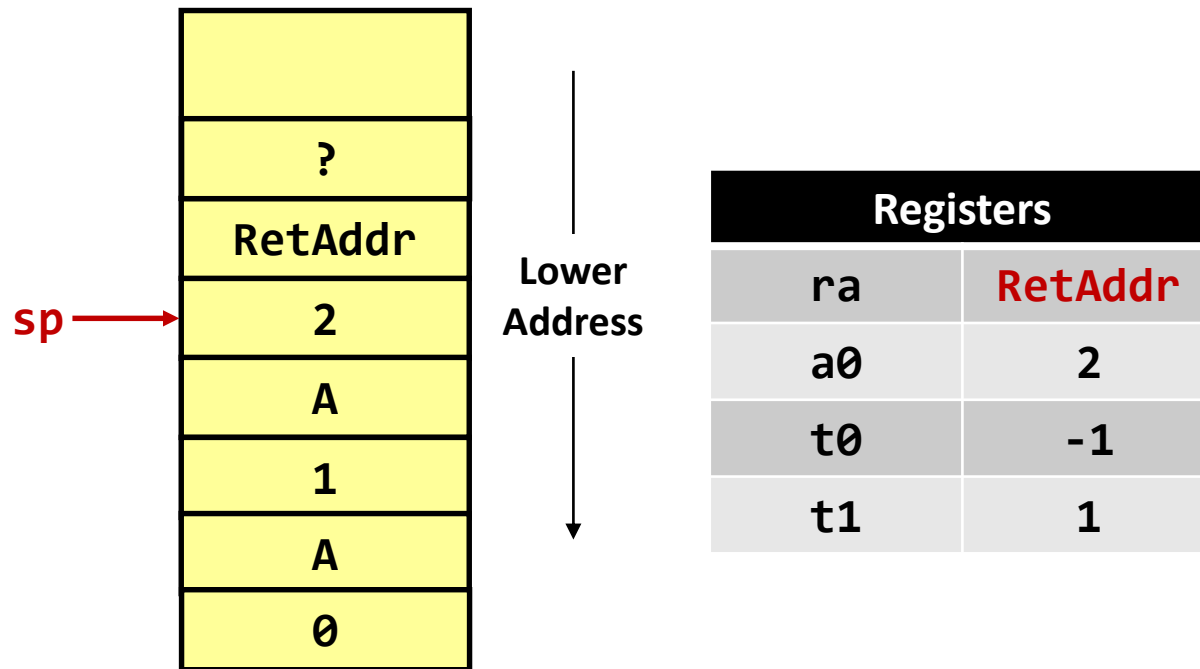 ?
RetAddr
sp
2
A
1
A
0
Lower
Address
Registers
ra RetAddr
a0 2
t0 -1
t1 1